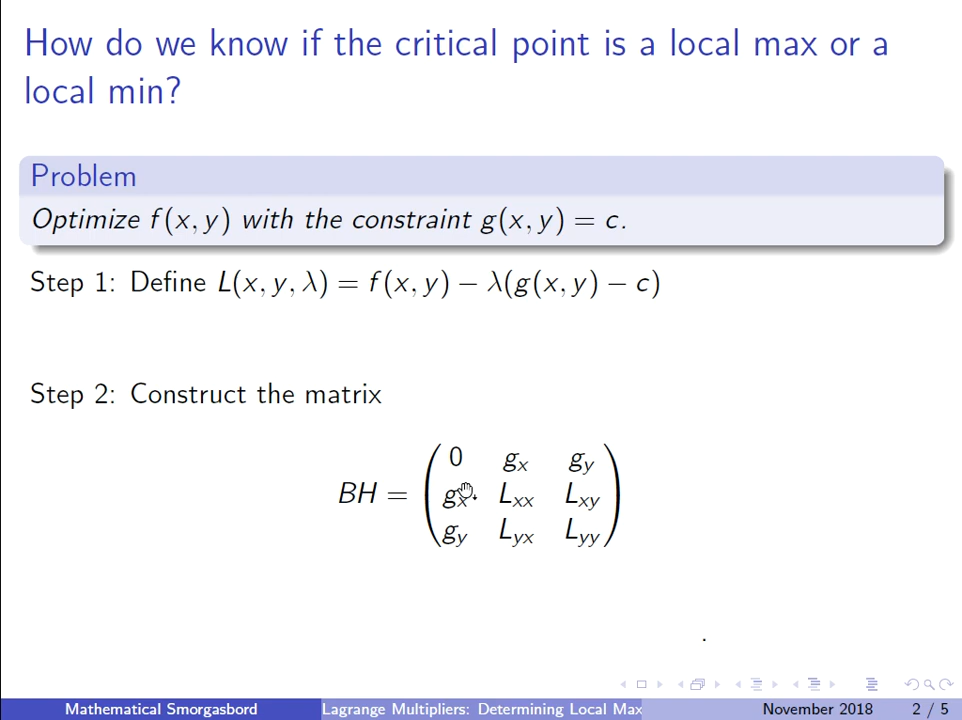 How do we know if the critical point is a local max or a
local min?
Problem
Optimize f(x, y) with the constraint g(x, y) = c.
Step 1: Define L(x, y, λ) = f(x, y) − λ(g(x, y) − c)
Step 2: Construct the matrix
BH = ( 0 g_x g_y
g_x L_xx L_xy
g_y L_yx L_yy )
.
Mathematical Smorgasbord Lagrange Multipliers: Determining Local Max November 2018 2 / 5